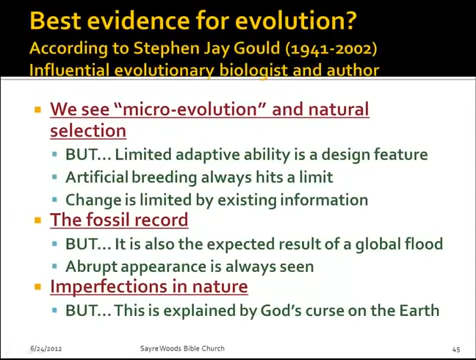 Best evidence for evolution?
According to Stephen Jay Gould (1941-2002)
Influential evolutionary biologist and author
We see “micro-evolution” and natural
selection
BUT… Limited adaptive ability is a design feature
Artificial breeding always hits a limit
Change is limited by existing information
The fossil record
BUT… It is also the expected result of a global flood
Abrupt appearance is always seen
Imperfections in nature
BUT… This is explained by God’s curse on the Earth
6/24/2012 Sayre Woods Bible Church 45